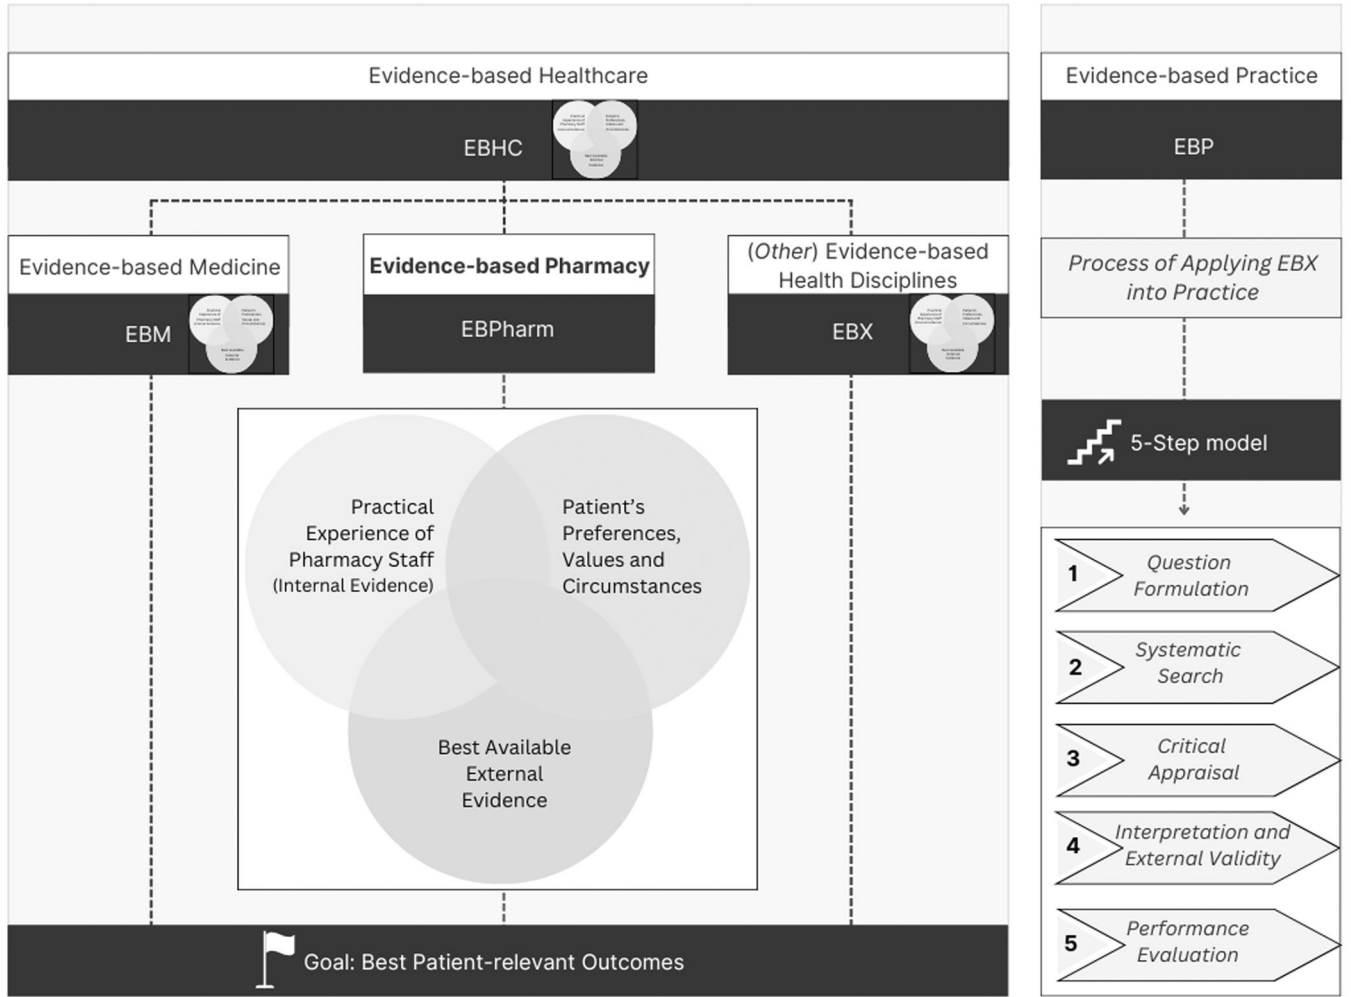 Evidence-based Healthcare
EBHC
Evidence-based Medicine
EBM
Evidence-based Pharmacy
EBPharm
(Other) Evidence-based
Health Disciplines
EBX
Practical
Experience of
Pharmacy Staff
(Internal Evidence)
Patient’s
Preferences,
Values and
Circumstances
Best Available
External
Evidence
Goal: Best Patient-relevant Outcomes
Evidence-based Practice
EBP
Process of Applying EBX
into Practice
5-Step model
1
Question
Formulation
2
Systematic
Search
3
Critical
Appraisal
4
Interpretation and
External Validity
5
Performance
Evaluation